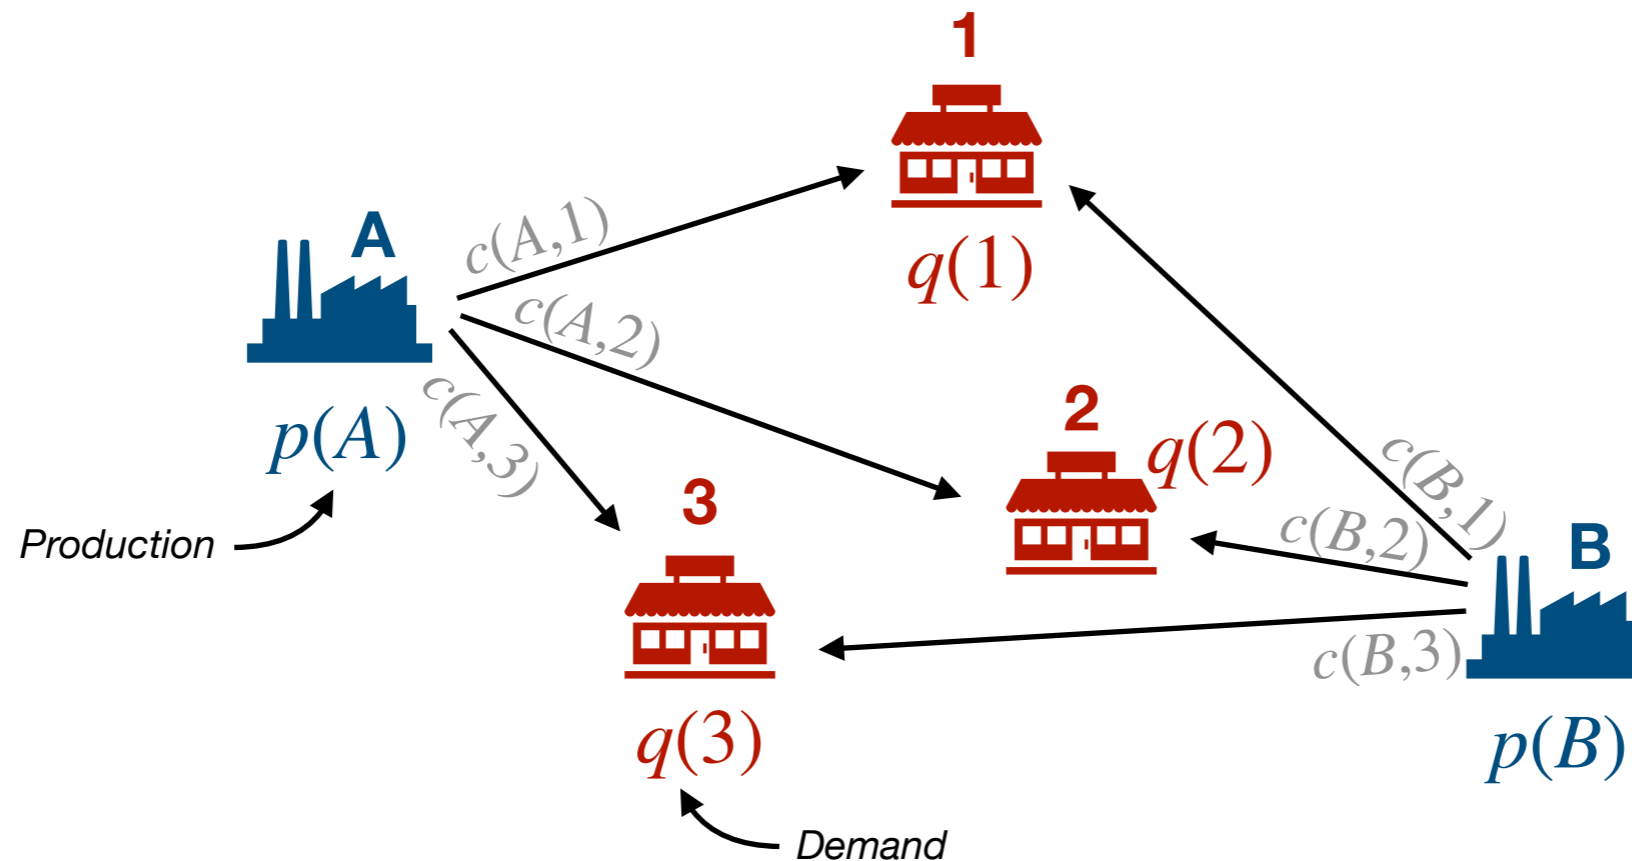 1
q(1)
A
p(A)
Production
c(A,1)
c(A,2)
c(A,3)
2
q(2)
3
q(3)
Demand
c(B,1)
c(B,2)
c(B,3)
B
p(B)